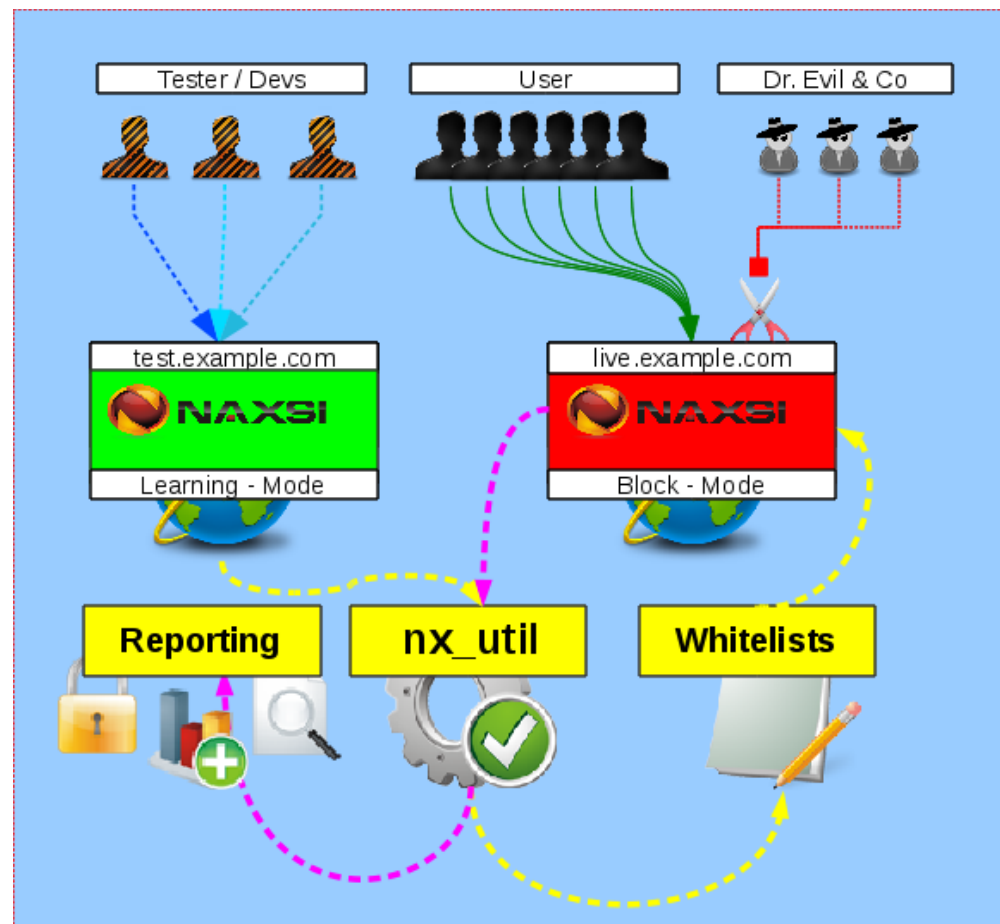 Tester / Devs
User
Dr. Evil & Co
test.example.com
live.example.com
NAXSI
NAXSI
Learning - Mode
Block - Mode
Reporting
nx_util
Whitelists